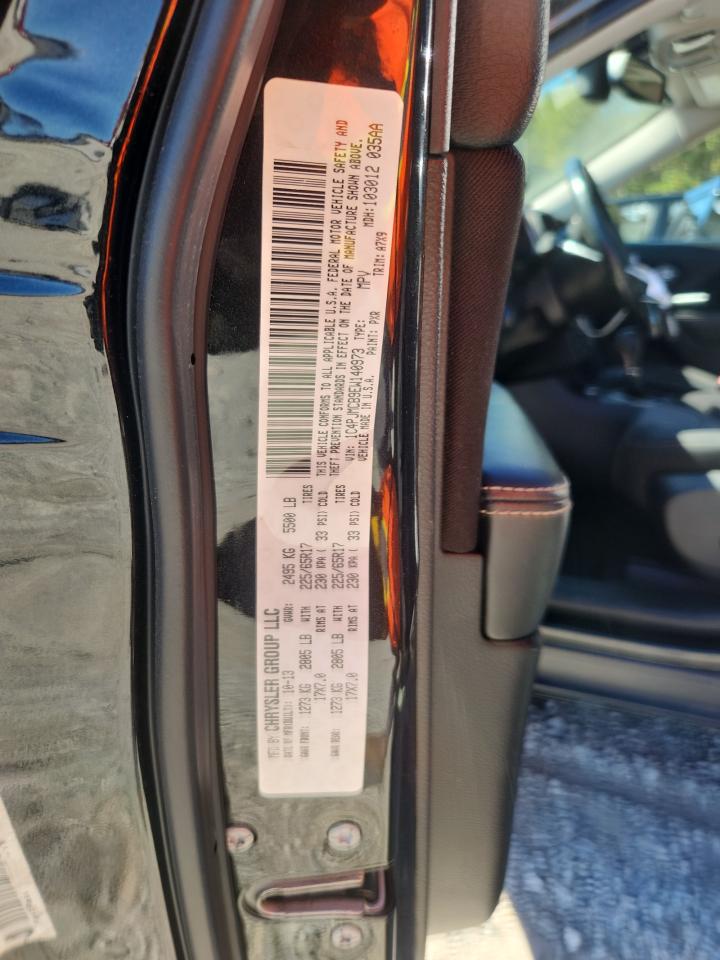 MFD BY: CHRYSLER GROUP LLC
DATE OF MFR(BUILT): 10-13 GVWR: 2495 KG 5500 LB
GAWR FRONT: 1273 KG 2805 LB WITH 225/65R17 TIRES
17X7.0 RIMS AT 230 KPA ( 33 PSI) COLD
GAWR REAR: 1273 KG 2805 LB WITH 225/65R17 TIRES
17X7.0 RIMS AT 230 KPA ( 33 PSI) COLD
THIS VEHICLE CONFORMS TO ALL APPLICABLE U.S.A. FEDERAL MOTOR VEHICLE SAFETY AND
THEFT PREVENTION STANDARDS IN EFFECT ON THE DATE OF MANUFACTURE SHOWN ABOVE.
VIN: 1C4PJMCB9EW140973 TYPE: MPV MDH:103012 035AA
VEHICLE MADE IN U.S.A. PAINT: PXR TRIM: A7X9